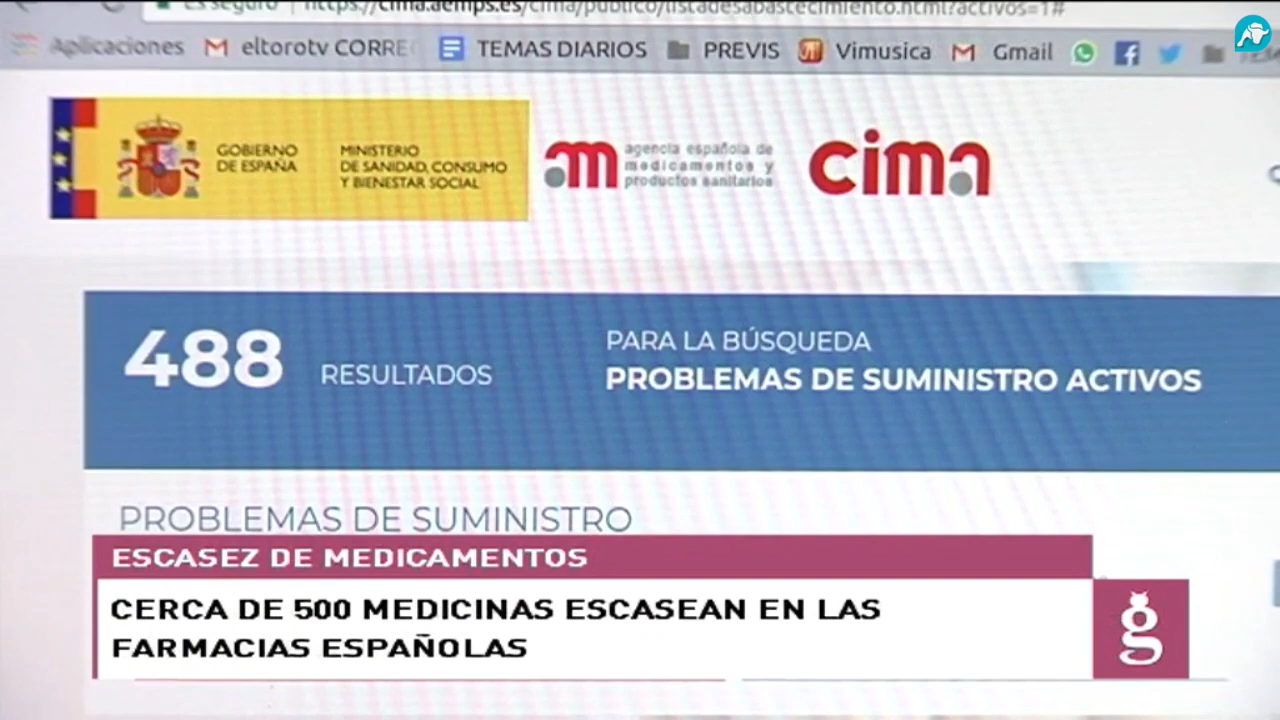 Es seguro https://cima.aemps.es/cima/publico/listadesabastecimiento.html?activos=1#
Aplicaciones eltorotv CORRE TEMAS DIARIOS PREVIS Vimusica Gmail
GOBIERNO
DE ESPAÑA
MINISTERIO
DE SANIDAD, CONSUMO
Y BIENESTAR SOCIAL
am
agencia española de
medicamentos y
productos sanitarios
cima
488 RESULTADOS
PARA LA BÚSQUEDA
PROBLEMAS DE SUMINISTRO ACTIVOS
PROBLEMAS DE SUMINISTRO
ESCASEZ DE MEDICAMENTOS
CERCA DE 500 MEDICINAS ESCASEAN EN LAS
FARMACIAS ESPAÑOLAS
g